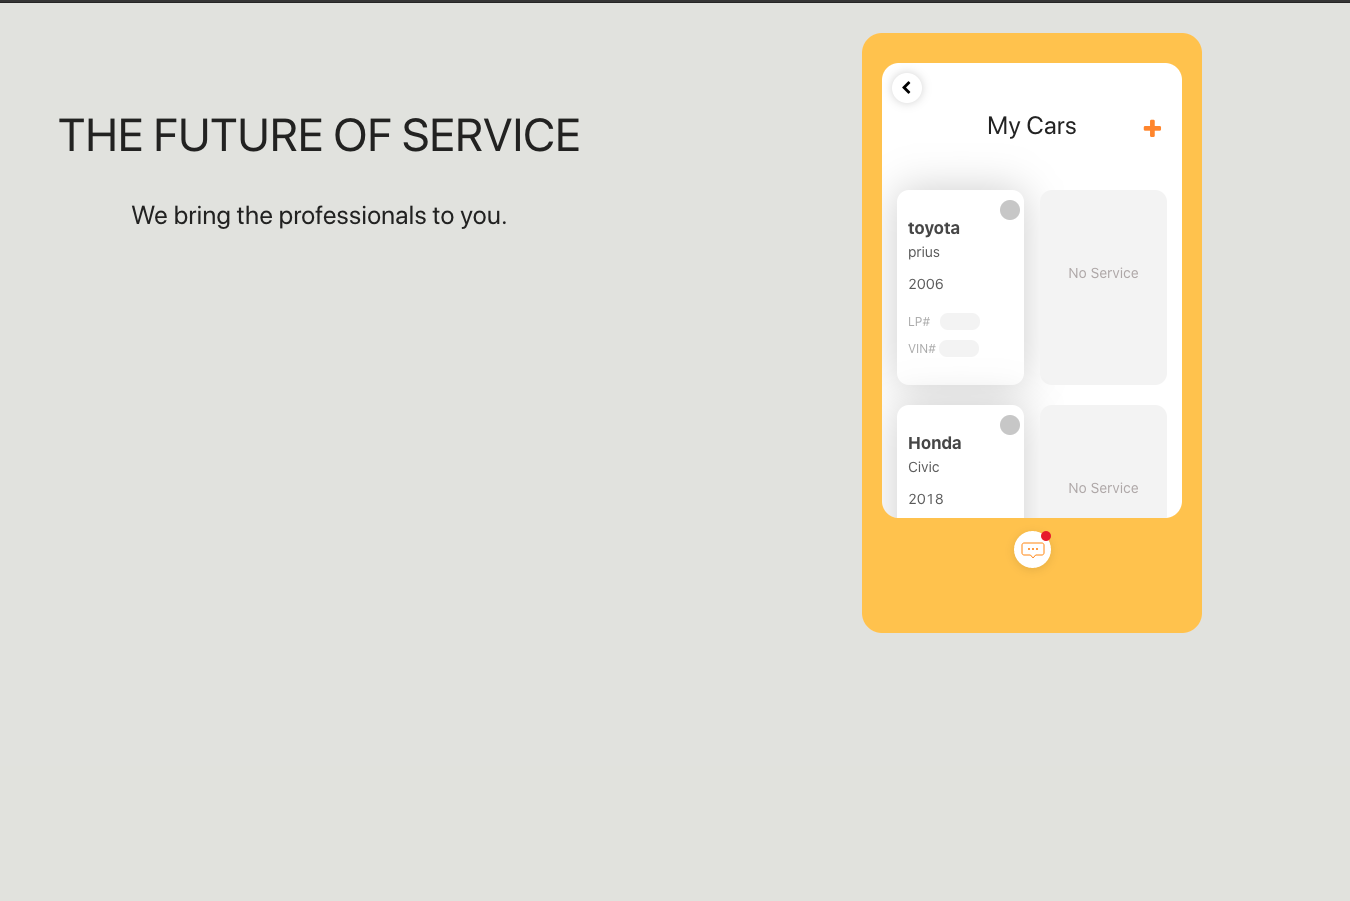 THE FUTURE OF SERVICE
We bring the professionals to you.
My Cars
toyota
prius
2006
LP#
VIN#
No Service
Honda
Civic
2018
No Service